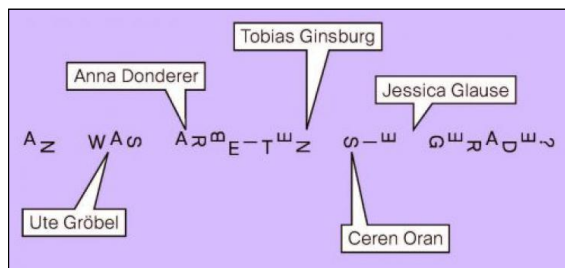 Tobias Ginsburg
Anna Donderer
Jessica Glause
AN WAS ARBEITEN SIE GERADE?
Ute Gröbel
Ceren Oran